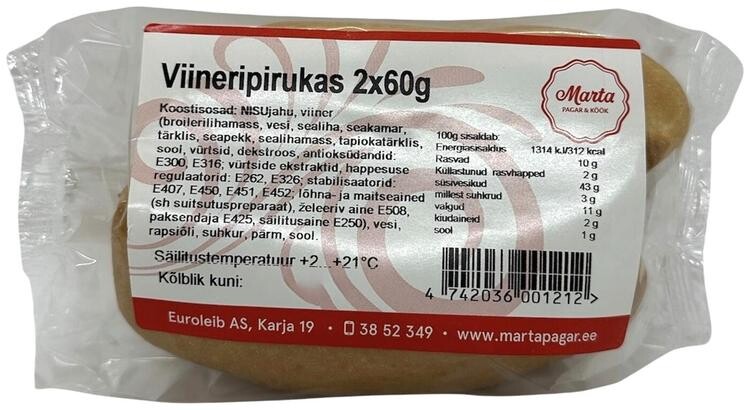 Viineripirukas 2x60g
Marta
PAGAR & KÖÖK
Koostisosad: NISUjahu, viiner
(broilerilihamass, vesi, sealiha, seakamar,
tärklis, seapekk, sealihamass, tapiokatärklis,
sool, vürtsid, dekstroos, antioksüdandid:
E300, E316; vürtside ekstraktid, happesuse
regulaatorid: E262, E326; stabilisaatorid:
E407, E450, E451, E452; lõhna- ja maitseained
(sh suitsutuspreparaat), želeeriv aine E508,
paksendaja E425, säilitusaine E250), vesi,
rapsiõli, suhkur, pärm, sool.
100g sisaldab:
Energiasisaldus 1314 kJ/312 kcal
Rasvad 10 g
Küllastunud rasvhapped 2 g
süsivesikud 43 g
millest suhkrud 3 g
valgud 11 g
kiudaineid 2 g
sool 1 g
Säilitustemperatuur +2...+21°C
Kõlblik kuni:
4 742036 001212 >
Euroleib AS, Karja 19 • 38 52 349 • www.martapagar.ee